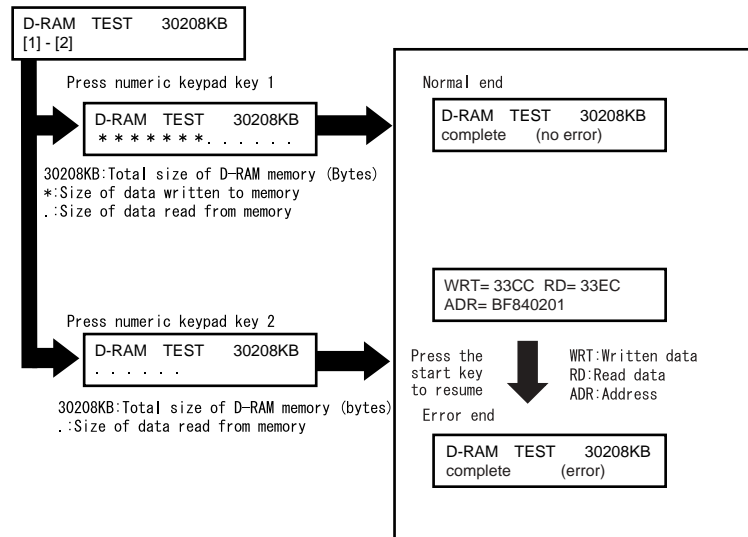 D-RAM TEST 30208KB
[1] - [2]
Press numeric keypad key 1
D-RAM TEST 30208KB
* * * * * * * . . . . . .
30208KB:Total size of D-RAM memory (Bytes)
*:Size of data written to memory
.:Size of data read from memory
Press numeric keypad key 2
D-RAM TEST 30208KB
. . . . . .
30208KB:Total size of D-RAM memory (bytes)
.:Size of data read from memory
Normal end
D-RAM TEST 30208KB
complete (no error)
WRT= 33CC RD= 33EC
ADR= BF840201
Press the
start key
to resume
WRT:Written data
RD:Read data
ADR:Address
Error end
D-RAM TEST 30208KB
complete (error)